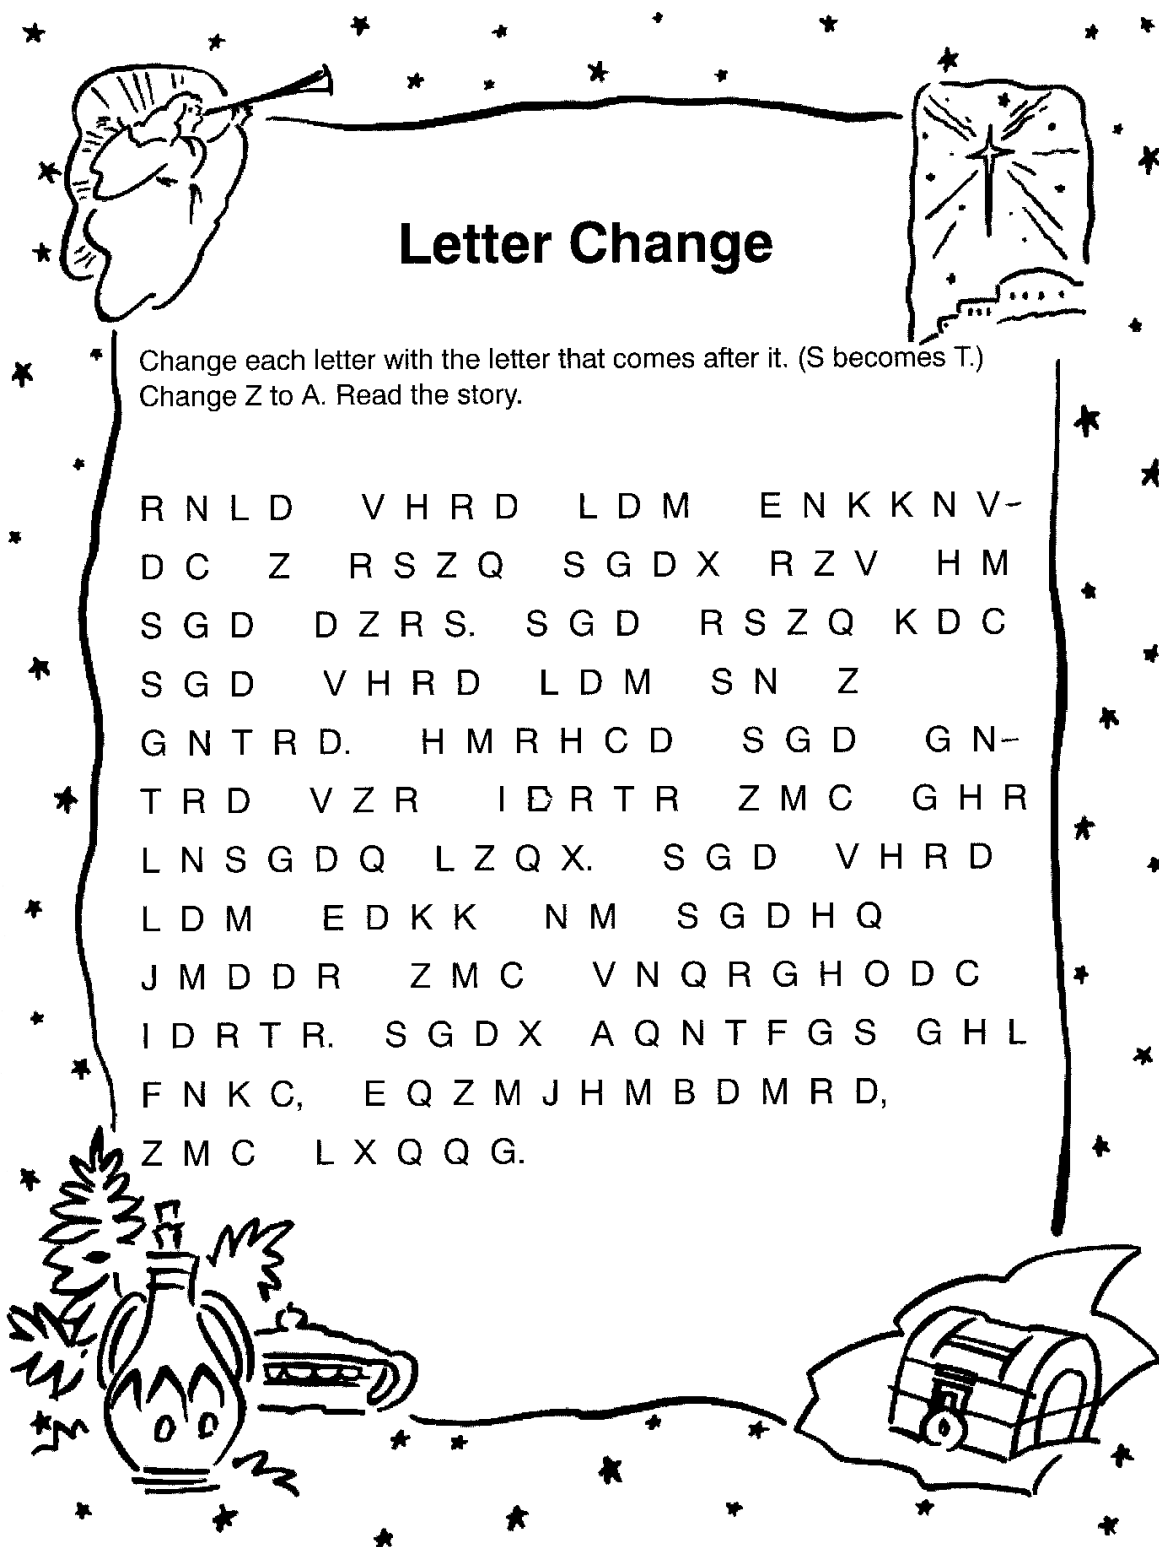 Letter Change
Change each letter with the letter that comes after it. (S becomes T.)
Change Z to A. Read the story.
R N L D V H R D L D M E N K K N V-
D C Z R S Z Q S G D X R Z V H M
S G D D Z R S. S G D R S Z Q K D C
S G D V H R D L D M S N Z
G N T R D. H M R H C D S G D G N-
T R D V Z R I D R T R Z M C G H R
L N S G D Q L Z Q X. S G D V H R D
L D M E D K K N M S G D H Q
J M D D R Z M C V N Q R G H O D C
I D R T R. S G D X A Q N T F G S G H L
F N K C, E Q Z M J H M B D M R D,
Z M C L X Q Q G.